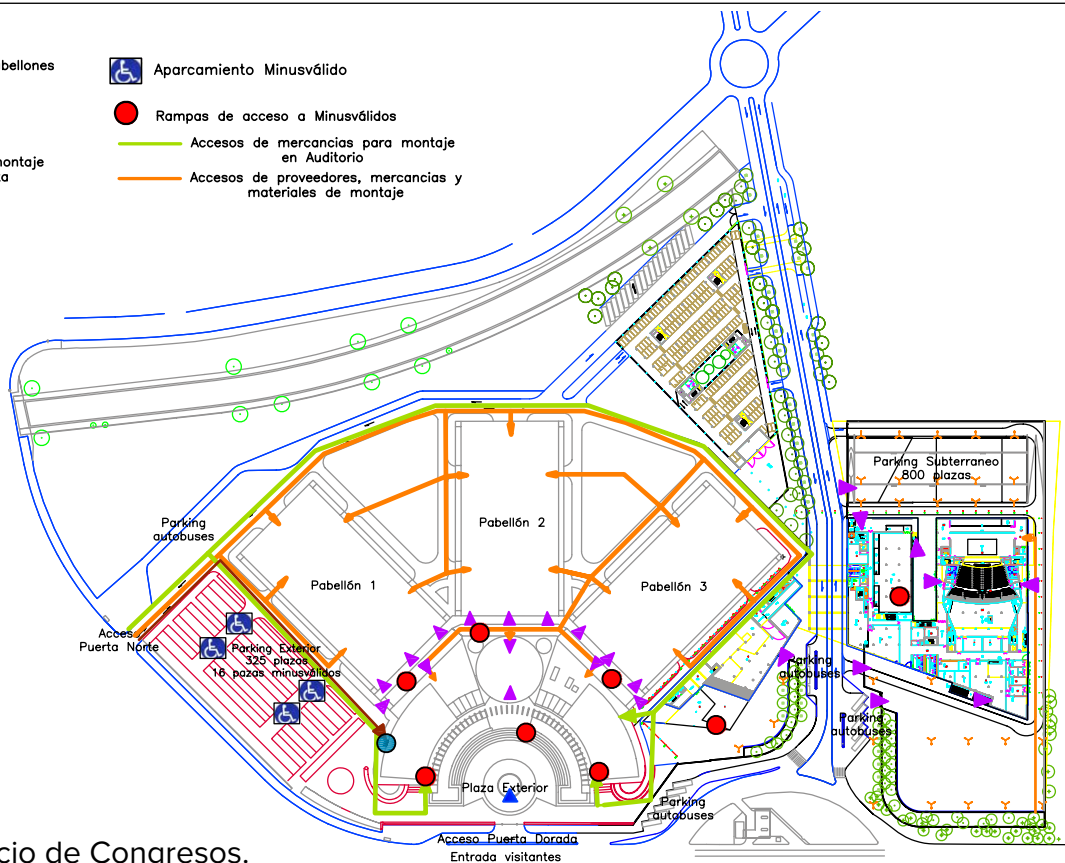 bellones
Aparcamiento Minusválido
Rampas de acceso a Minusválidos
Accesos de mercancias para montaje
en Auditorio
ontaje
a
Accesos de proveedores, mercancias y
materiales de montaje
Parking Subterraneo
800 plazas
Parking
autobuses
Pabellón 2
Pabellón 1
Pabellón 3
Acces
Puerta Norte
Parking Exterior
325 plazas
16 pazas minusválidos
Parking
autobuses
Parking
autobuses
Plaza Exterior
Parking
autobuses
Acceso Puerta Dorada
Entrada visitantes
cio de Congresos.